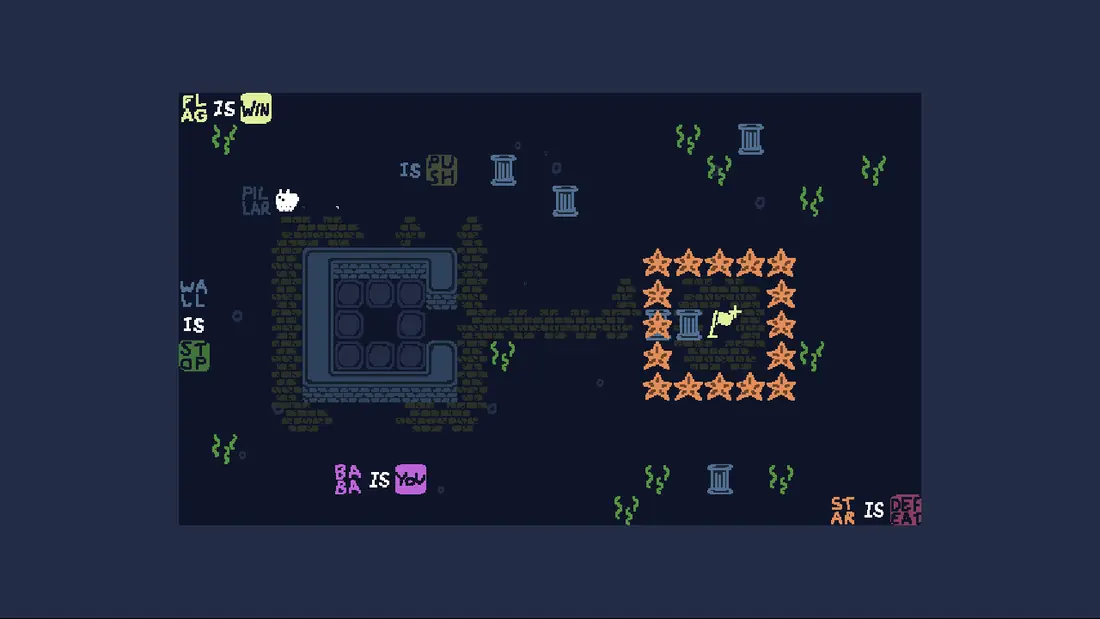 FLAG IS WIN
IS PUSH
PILLAR
WALL
IS
STOP
BABA IS YOU
STAR IS DEFEAT